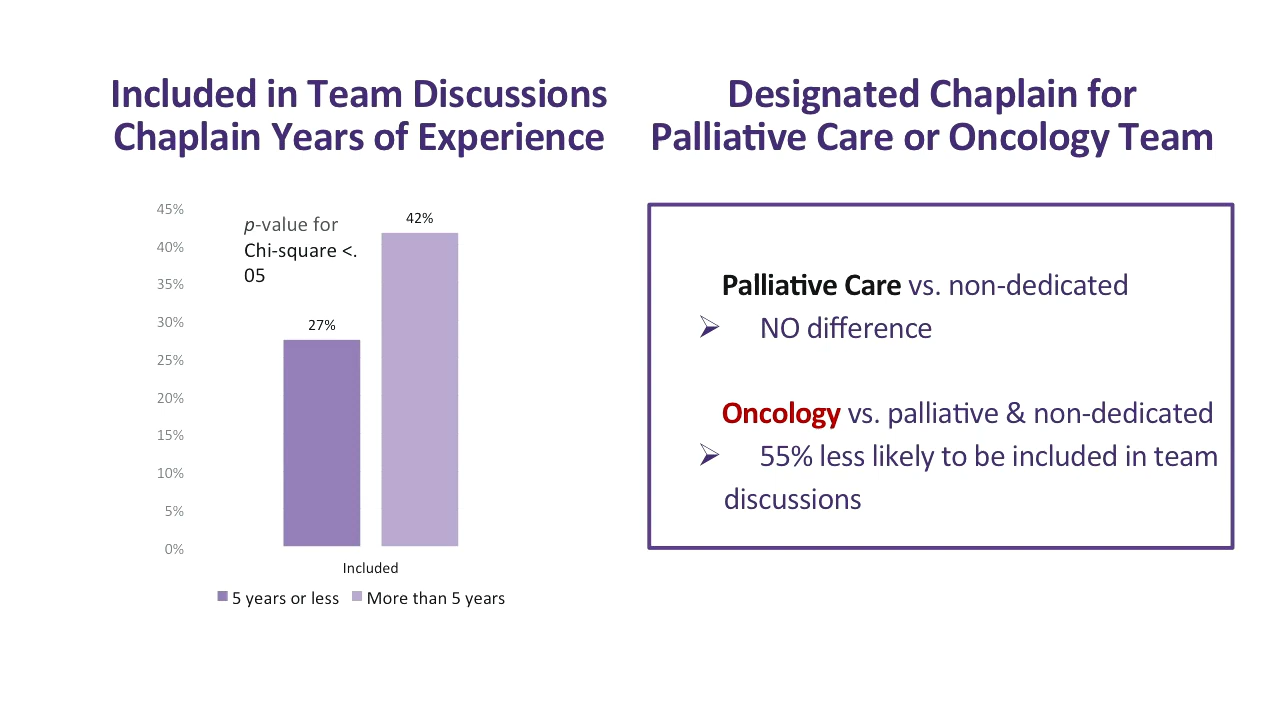 Included in Team Discussions
Chaplain Years of Experience
45%
40%
35%
30%
25%
20%
15%
10%
5%
0%
p-value for
Chi-square <.
05
27%
42%
Included
5 years or less
More than 5 years
Designated Chaplain for
Palliative Care or Oncology Team
Palliative Care vs. non-dedicated
➢ NO difference
Oncology vs. palliative & non-dedicated
➢ 55% less likely to be included in team
discussions